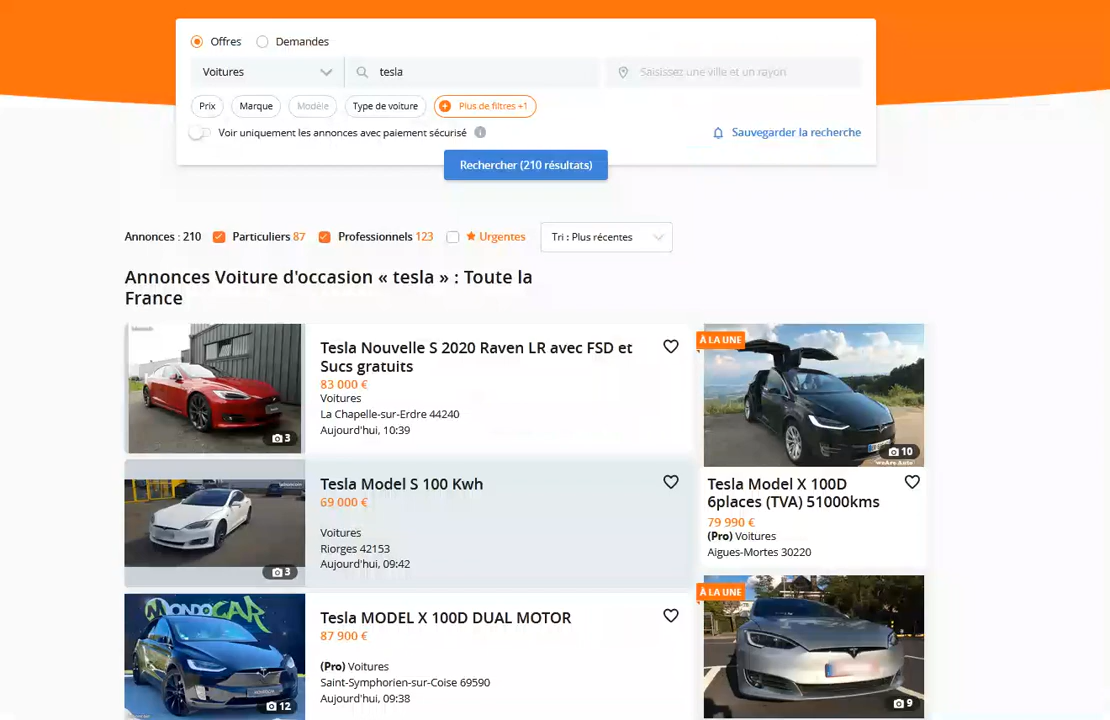 Offres
Demandes
Voitures
tesla
Saisissez une ville et un rayon
Prix
Marque
Modèle
Type de voiture
Plus de filtres +1
Voir uniquement les annonces avec paiement sécurisé
Sauvegarder la recherche
Rechercher (210 résultats)
Annonces : 210
Particuliers 87
Professionnels 123
Urgentes
Tri : Plus récentes
Annonces Voiture d'occasion « tesla » : Toute la
France
3
Tesla Nouvelle S 2020 Raven LR avec FSD et
Sucs gratuits
83 000 €
Voitures
La Chapelle-sur-Erdre 44240
Aujourd'hui, 10:39
3
Tesla Model S 100 Kwh
69 000 €
Voitures
Riorges 42153
Aujourd'hui, 09:42
MONDOCAR
12
Tesla MODEL X 100D DUAL MOTOR
87 900 €
(Pro) Voitures
Saint-Symphorien-sur-Coise 69590
Aujourd'hui, 09:38
À LA UNE
10
WeAre Auto
Tesla Model X 100D
6places (TVA) 51000kms
79 990 €
(Pro) Voitures
Aigues-Mortes 30220
À LA UNE
9